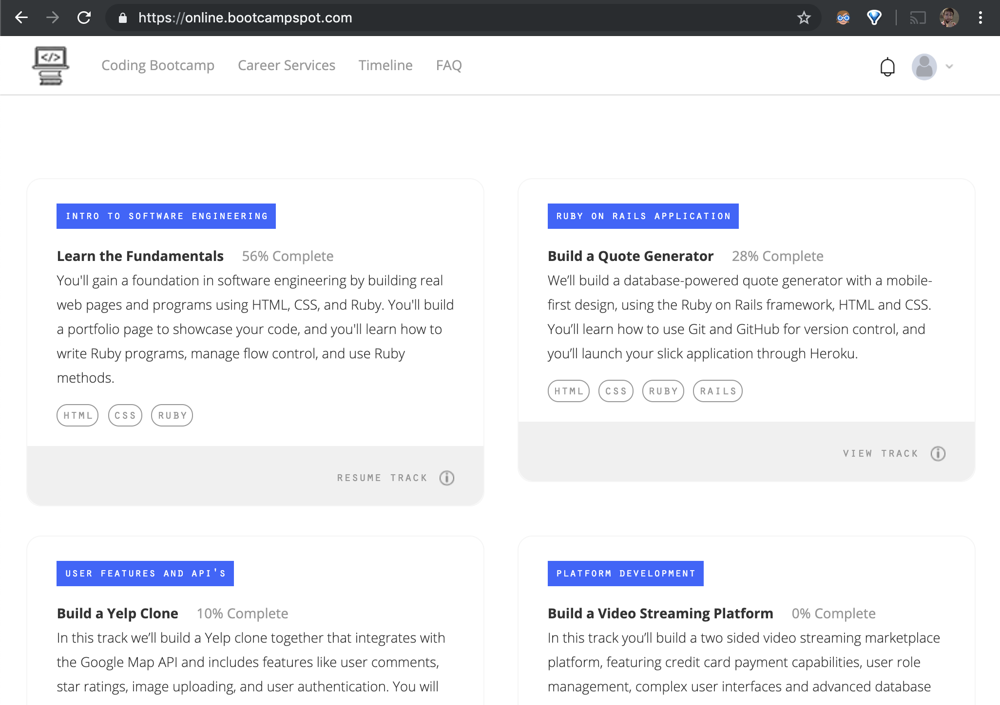 https://online.bootcampspot.com
</>
Coding Bootcamp Career Services Timeline FAQ
INTRO TO SOFTWARE ENGINEERING
Learn the Fundamentals 56% Complete
You'll gain a foundation in software engineering by building real
web pages and programs using HTML, CSS, and Ruby. You'll build
a portfolio page to showcase your code, and you'll learn how to
write Ruby programs, manage flow control, and use Ruby
methods.
HTML CSS RUBY
RESUME TRACK
RUBY ON RAILS APPLICATION
Build a Quote Generator 28% Complete
We’ll build a database-powered quote generator with a mobile-
first design, using the Ruby on Rails framework, HTML and CSS.
You’ll learn how to use Git and GitHub for version control, and
you’ll launch your slick application through Heroku.
HTML CSS RUBY RAILS
VIEW TRACK
USER FEATURES AND API'S
Build a Yelp Clone 10% Complete
In this track we’ll build a Yelp clone together that integrates with
the Google Map API and includes features like user comments,
star ratings, image uploading, and user authentication. You will
PLATFORM DEVELOPMENT
Build a Video Streaming Platform 0% Complete
In this track you’ll build a two sided video streaming marketplace
platform, featuring credit card payment capabilities, user role
management, complex user interfaces and advanced database